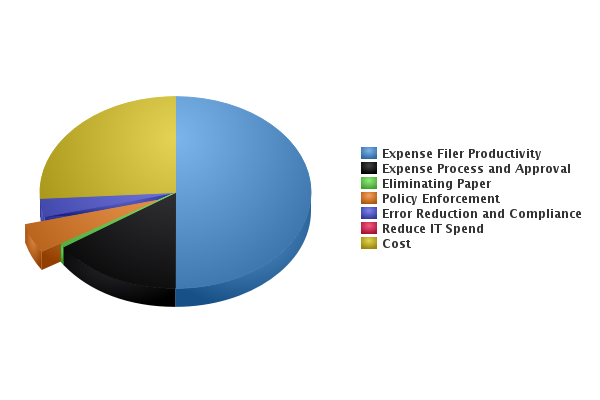 Expense Filer Productivity
Expense Process and Approval
Eliminating Paper
Policy Enforcement
Error Reduction and Compliance
Reduce IT Spend
Cost